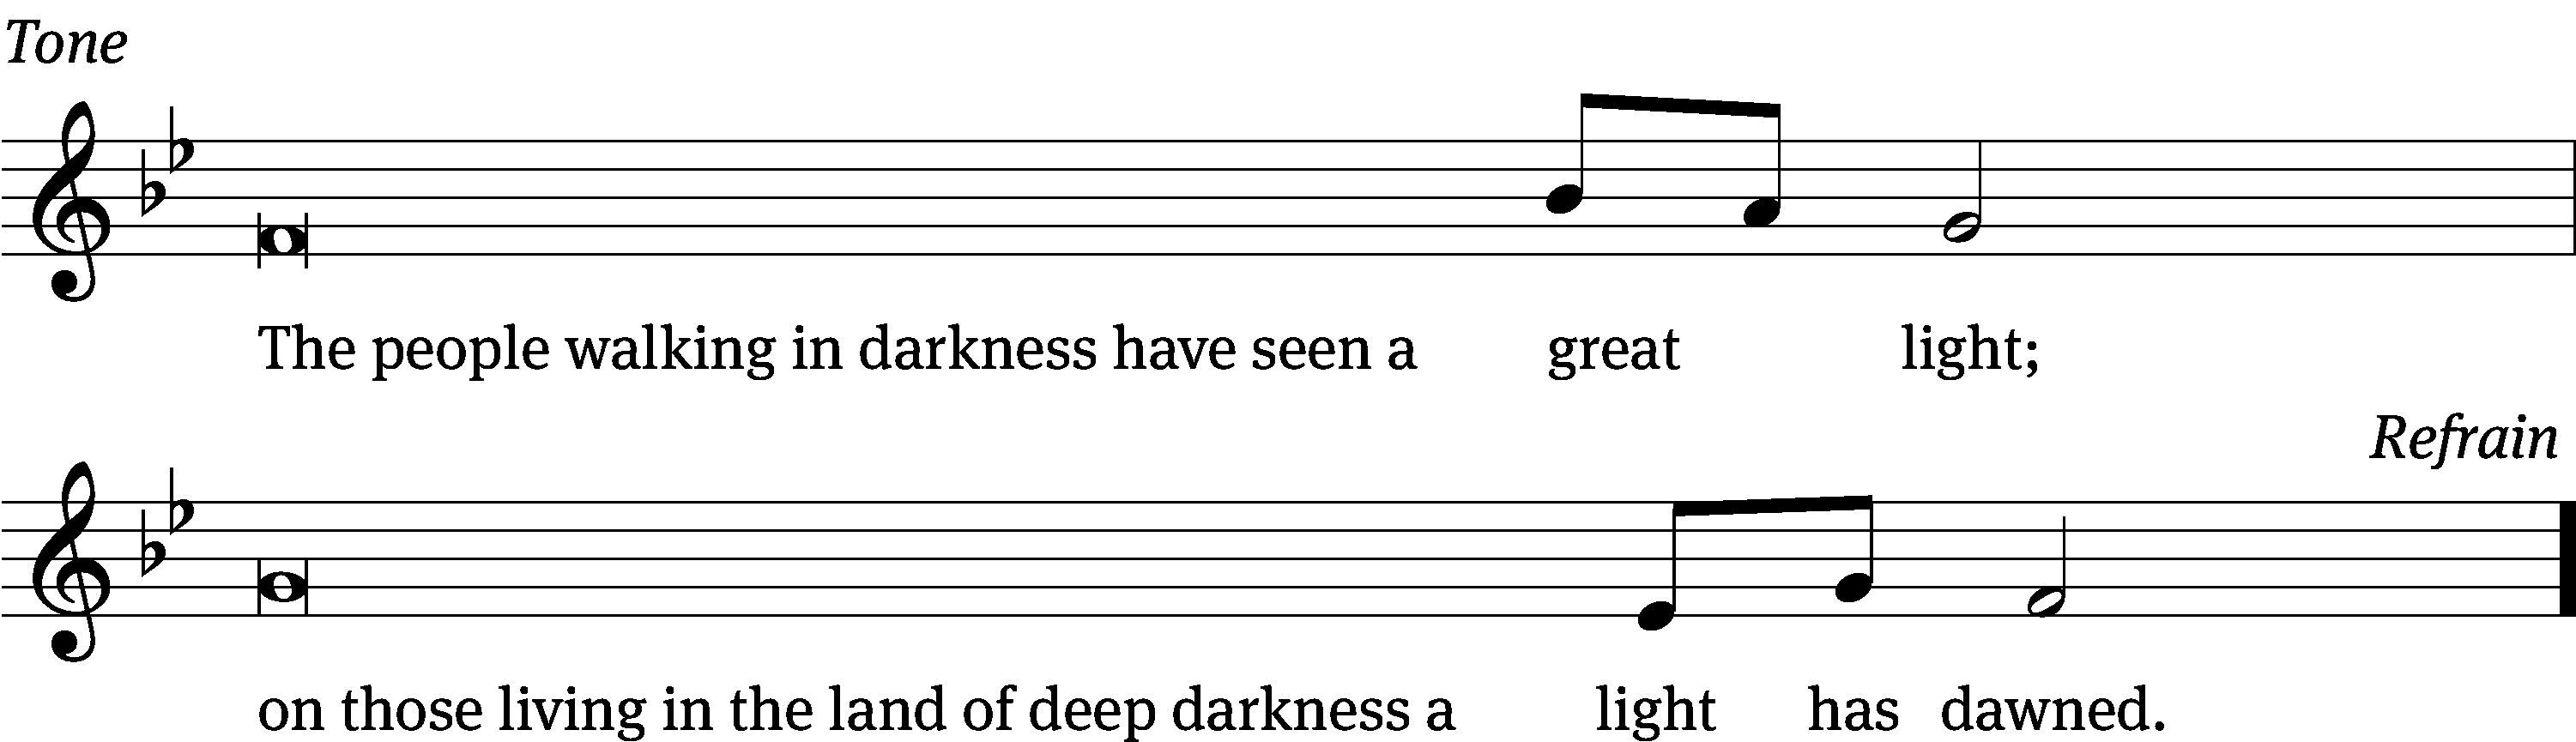 Tone
The people walking in darkness have seen a great light;
Refrain
on those living in the land of deep darkness a light has dawned.